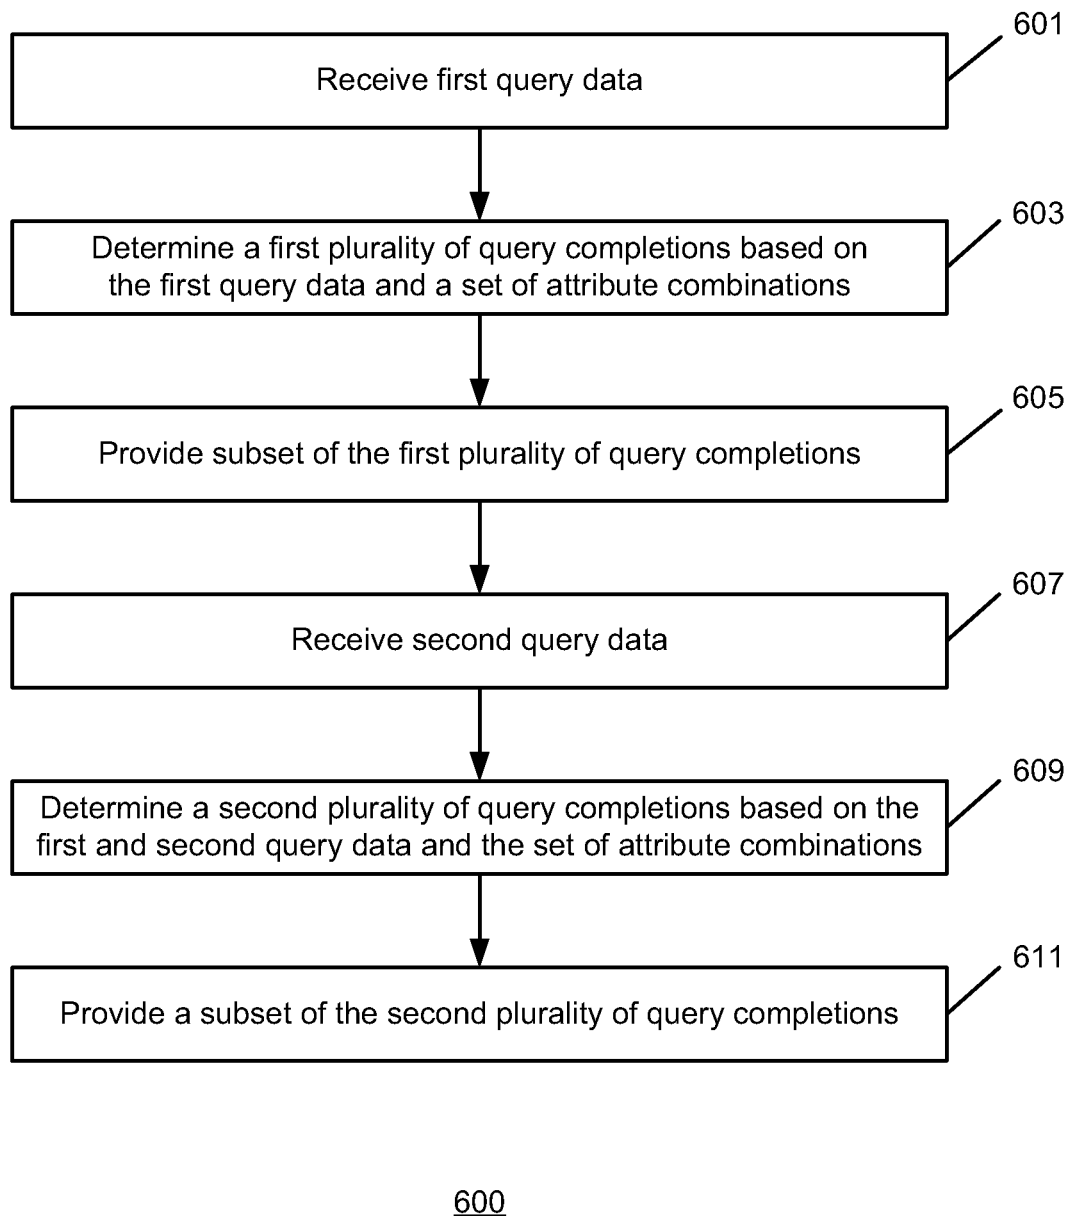 601
Receive first query data
603
Determine a first plurality of query completions based on
the first query data and a set of attribute combinations
605
Provide subset of the first plurality of query completions
607
Receive second query data
609
Determine a second plurality of query completions based on the
first and second query data and the set of attribute combinations
611
Provide a subset of the second plurality of query completions
600